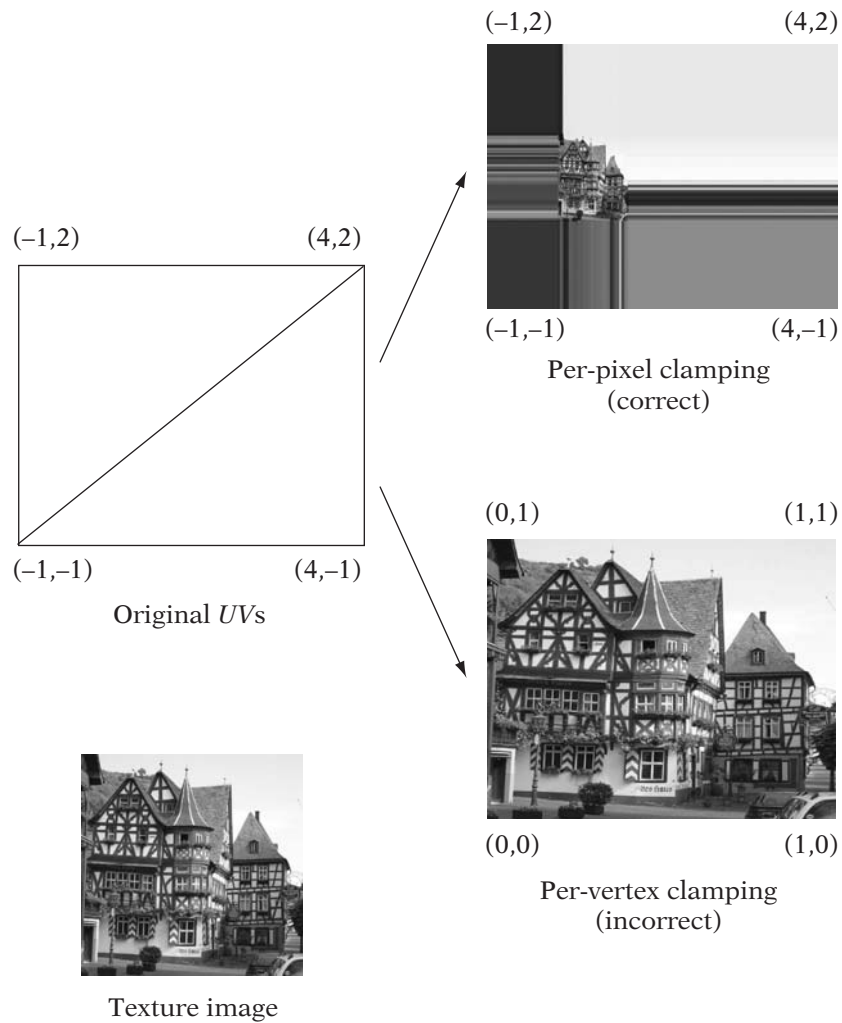 (–1,2) (4,2)
(–1,2) (4,2)
(–1,–1) (4,–1)
Per-pixel clamping
(correct)
(–1,–1) (4,–1)
Original UVs
(0,1) (1,1)
(0,0) (1,0)
Per-vertex clamping
(incorrect)
Texture image